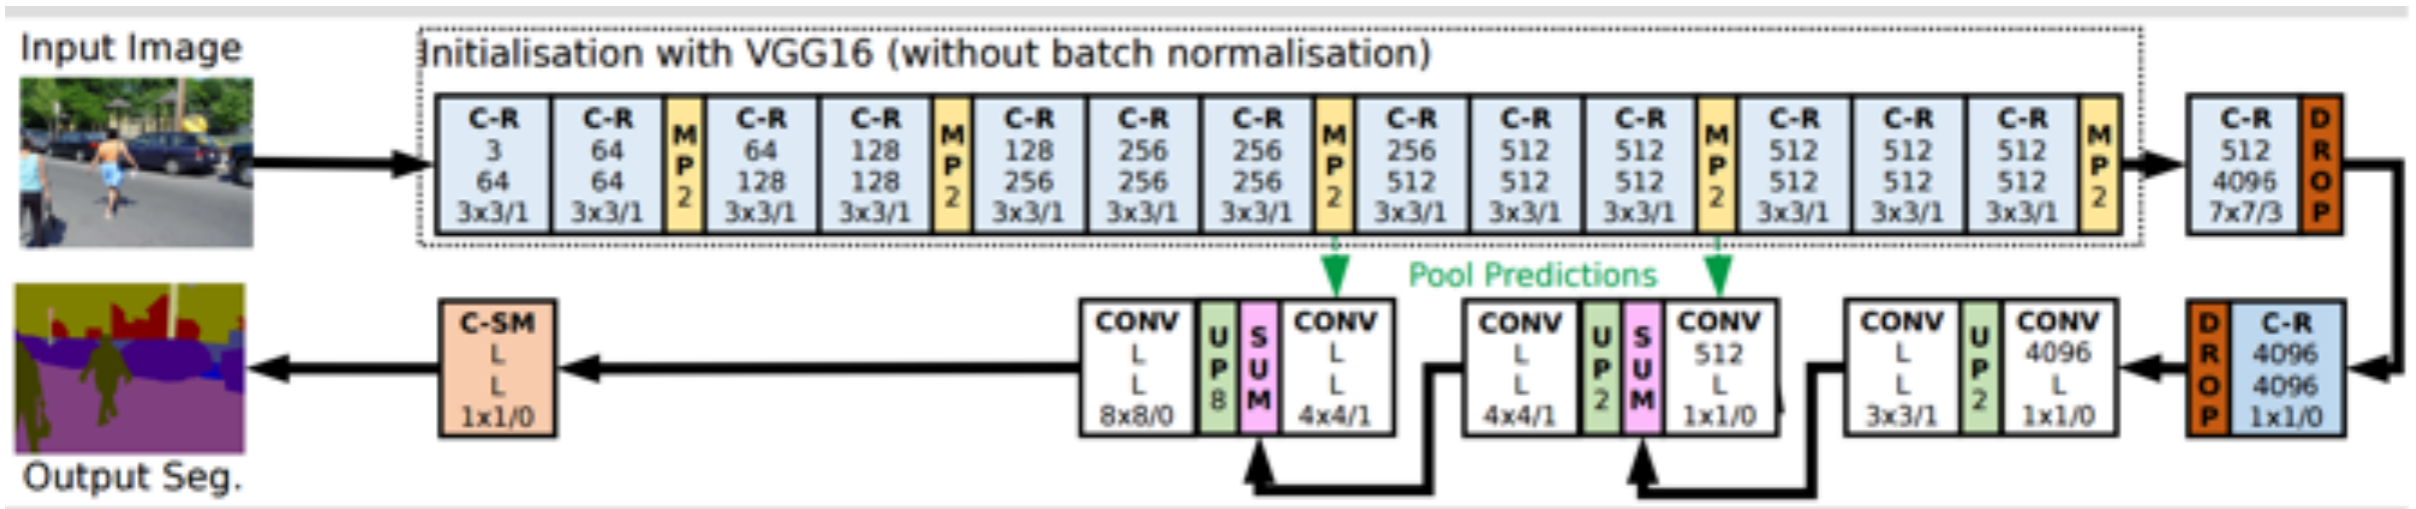 Input Image
Initialisation with VGG16 (without batch normalisation)
C-R
3
64
3x3/1
C-R
64
64
3x3/1
MP2
C-R
64
128
3x3/1
C-R
128
128
3x3/1
MP2
C-R
128
256
3x3/1
C-R
256
256
3x3/1
C-R
256
256
3x3/1
MP2
C-R
256
512
3x3/1
C-R
512
512
3x3/1
C-R
512
512
3x3/1
MP2
C-R
512
512
3x3/1
C-R
512
512
3x3/1
C-R
512
512
3x3/1
MP2
C-R
512
4096
7x7/3
DROP
Pool Predictions
C-SM
L
L
1x1/0
CONV
L
L
8x8/0
UP8
SUM
CONV
L
L
4x4/1
CONV
L
L
4x4/1
UP2
SUM
CONV
512
L
1x1/0
CONV
L
L
3x3/1
UP2
CONV
4096
L
1x1/0
DROP
C-R
4096
4096
1x1/0
Output Seg.